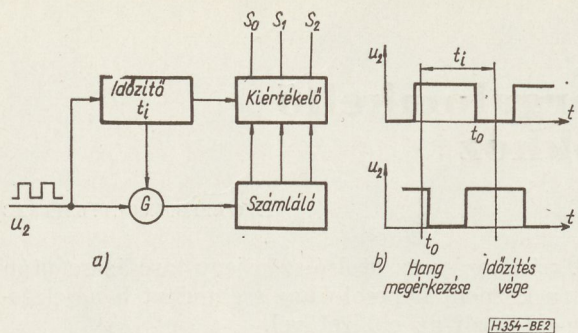 S₀ S₁ S₂
Időzítő
tᵢ
Kiértékelő
G
Számláló
u₂
a)
u₂
tᵢ
t₀
t
u₂
t₀
t
b)
Hang
megérkezése
Időzítés
vége
H354-BE2